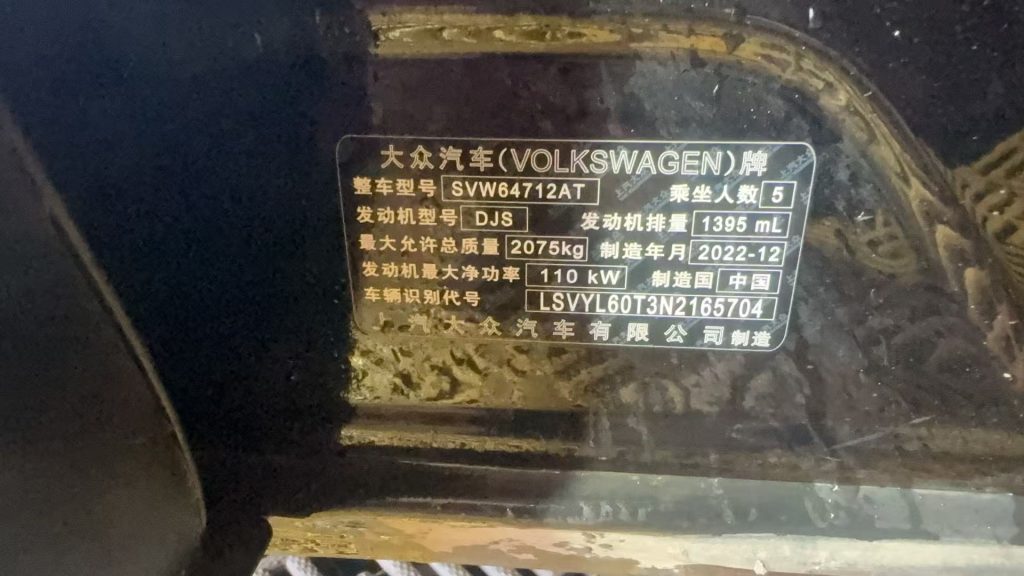 大众汽车(VOLKSWAGEN)牌
整车型号 SVW64712AT 乘坐人数 5
发动机型号 DJS 发动机排量 1395 mL
最大允许总质量 2075kg 制造年月 2022-12
发动机最大净功率 110 kW 制造国 中国
车辆识别代号 LSVYL60T3N2165704
上汽大众汽车有限公司 制造